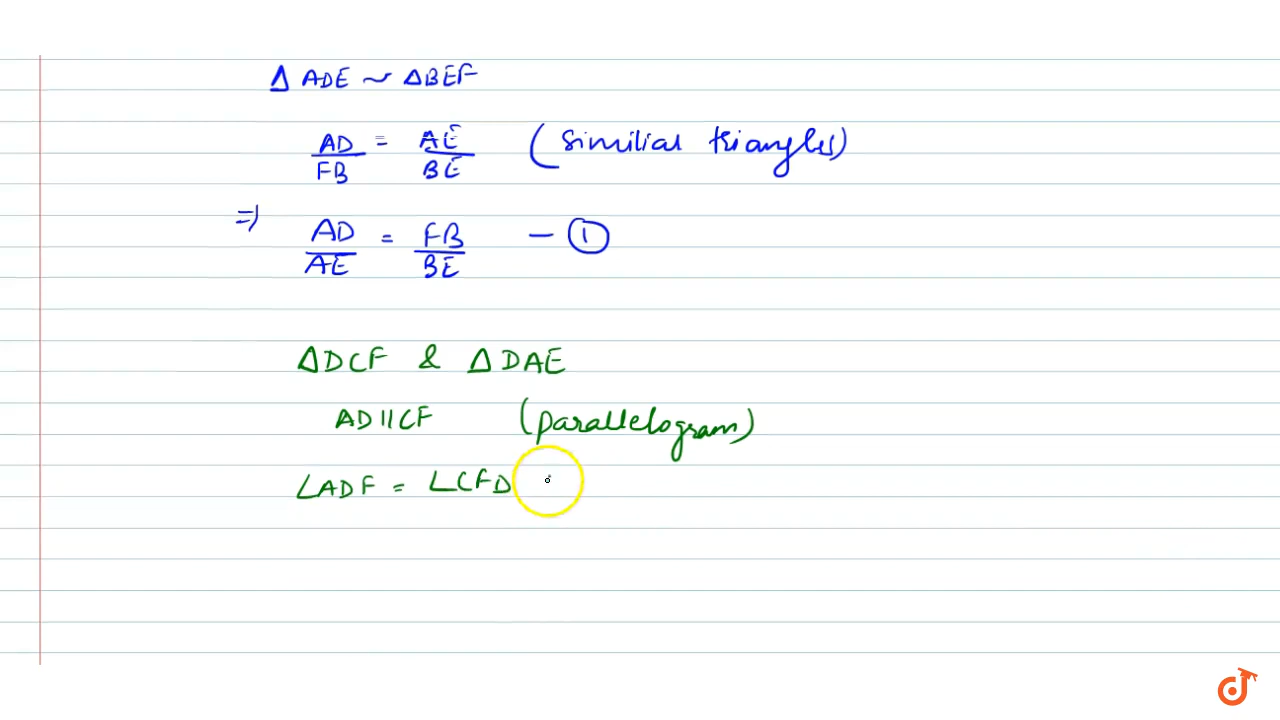 Δ ADE ~ ΔBEF
AD/FB = AE/BE (Similial triangles)
⇒ AD/AE = FB/BE — ①
ΔDCF & ΔDAE
AD||CF (parallelogram)
∠ADF = ∠CFD